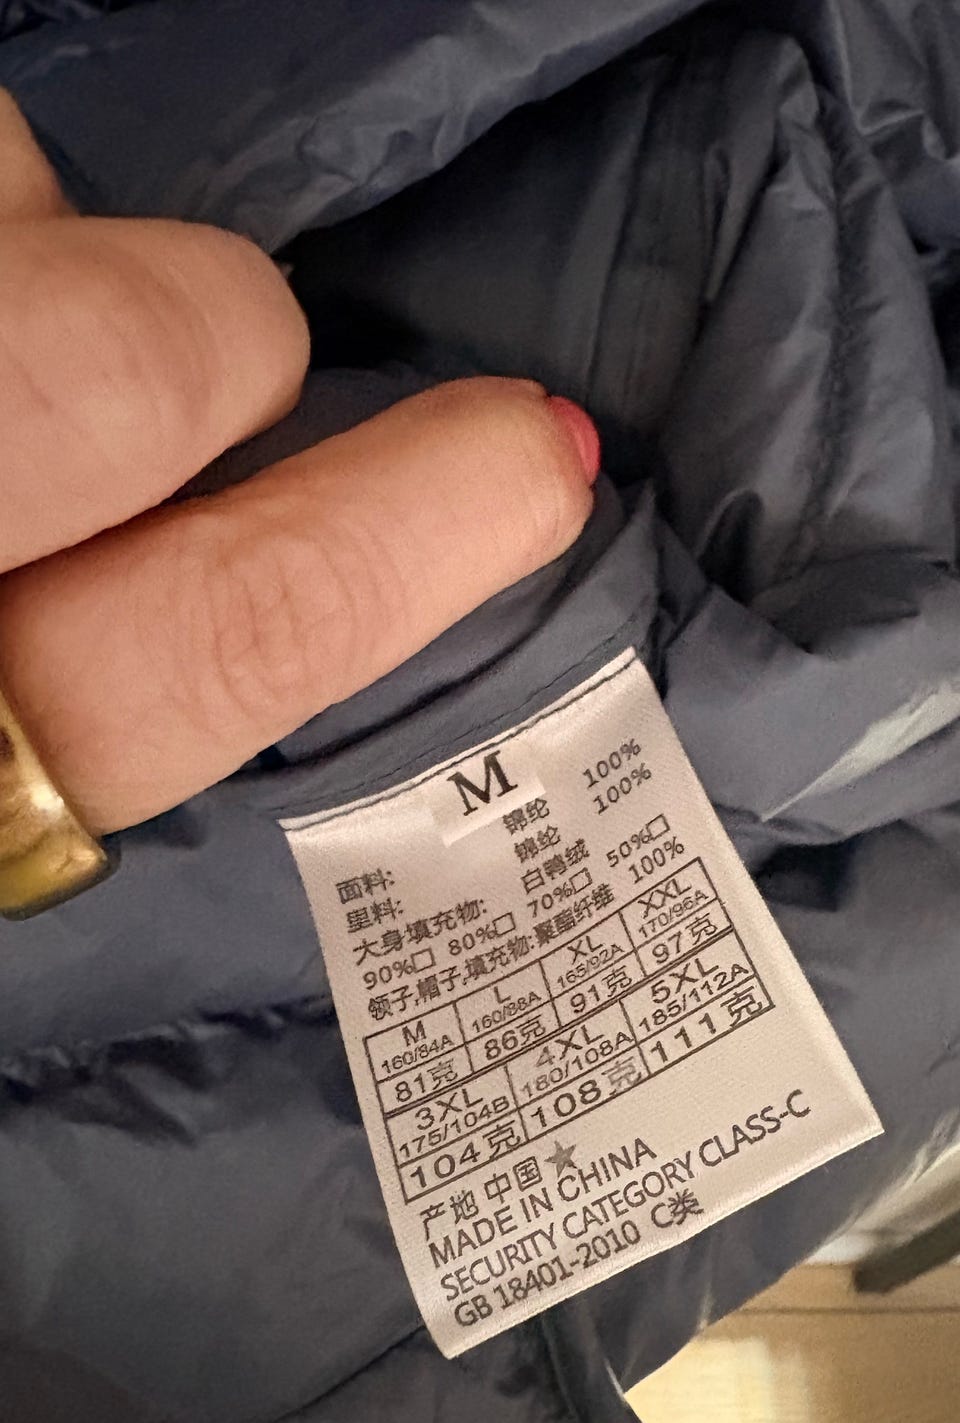 M
面料: 锦纶 100%
里料: 锦纶 100%
大身填充物: 白鸭绒
90%□ 80%□ 70%□ 50%□
领子,帽子,填充物:聚酯纤维 100%
M L XL XXL
160/84A 160/88A 165/92A 170/96A
81克 86克 91克 97克
3XL 4XL 5XL
175/104B 180/108A 185/112A
104克 108克 111克
产地 中国
MADE IN CHINA
SECURITY CATEGORY CLASS-C
GB 18401-2010 C类